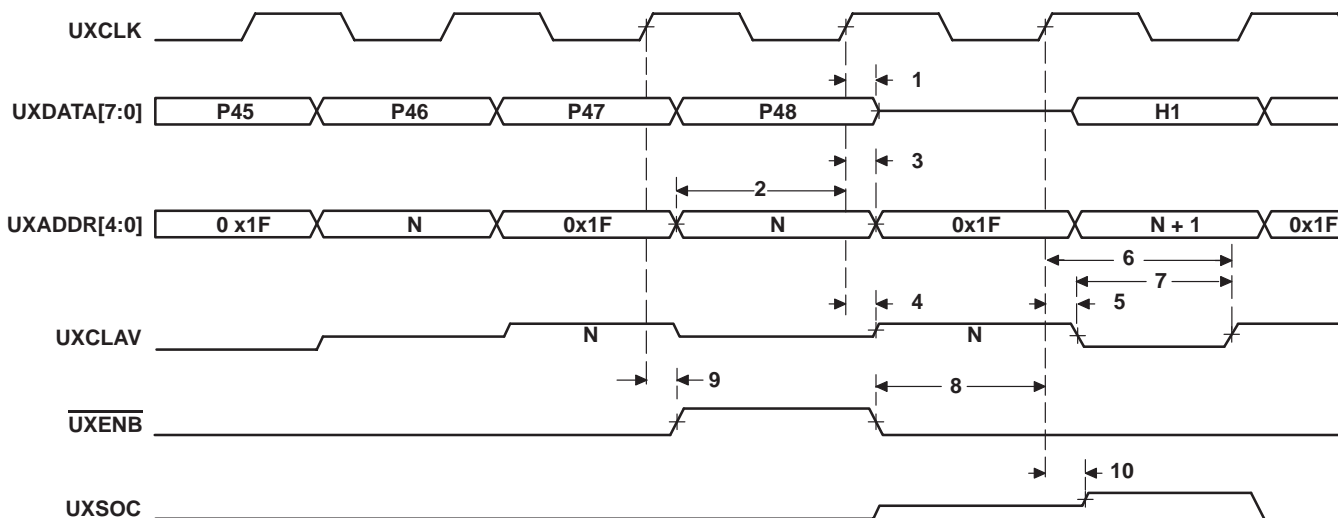 UXCLK
1
UXDATA[7:0] P45 P46 P47 P48 H1
3
2
UXADDR[4:0] 0 x1F N 0x1F N 0x1F N + 1 0x1F
6
7
4 5
UXCLAV N N
9 8
UXENB
10
UXSOC